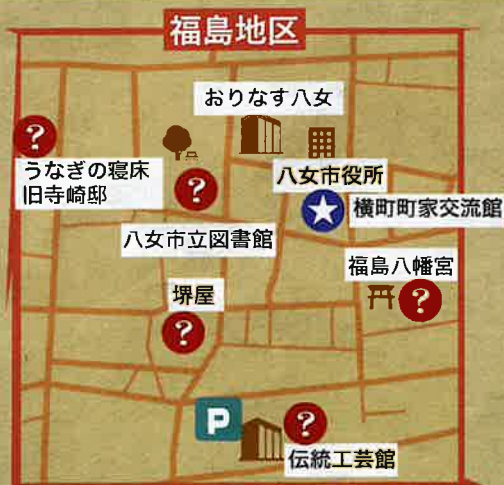 福島地区
おりなす八女
?
うなぎの寝床
旧寺崎邸
八女市役所
?
横町町家交流館
八女市立図書館
福島八幡宮
?
堺屋
?
P
?
伝統工芸館